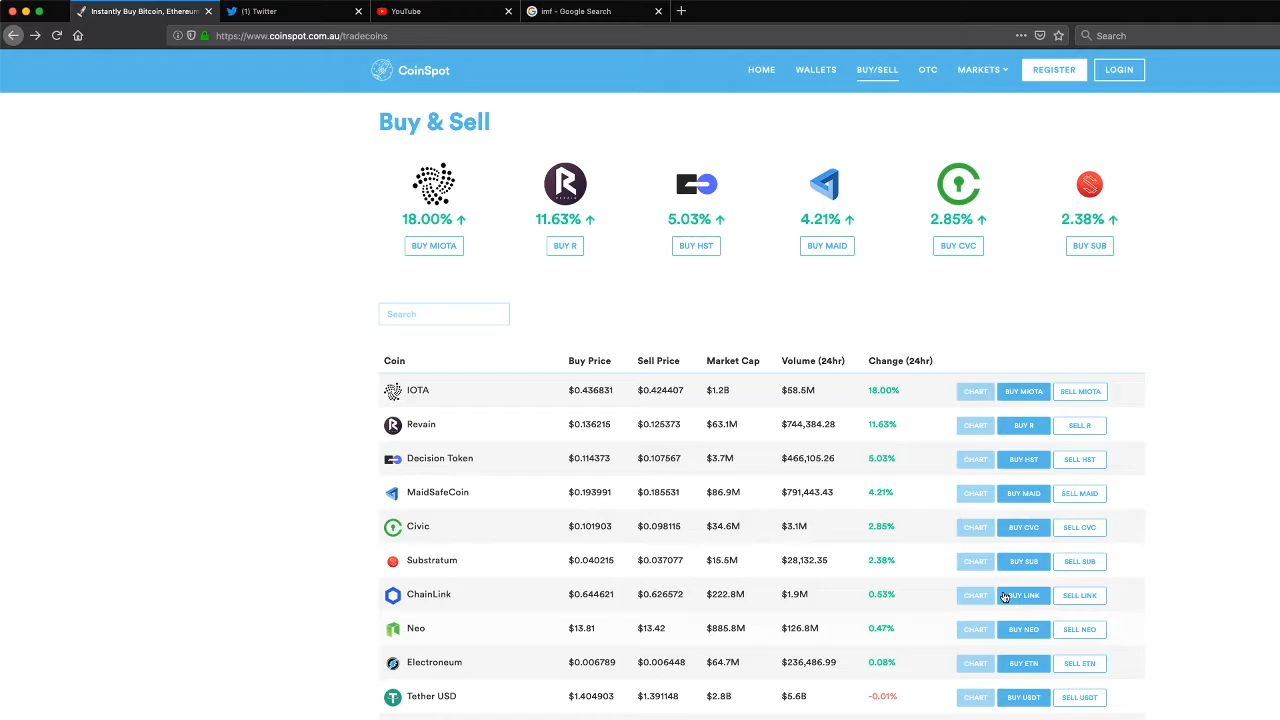 Instantly Buy Bitcoin, Ethereum
(1) Twitter
YouTube
imf - Google Search
https://www.coinspot.com.au/tradecoins
Search
CoinSpot
HOME WALLETS BUY/SELL OTC MARKETS REGISTER LOGIN
Buy & Sell
R
REVAIN
S
18.00% ↑ 11.63% ↑ 5.03% ↑ 4.21% ↑ 2.85% ↑ 2.38% ↑
BUY MIOTA BUY R BUY HST BUY MAID BUY CVC BUY SUB
Search
Coin Buy Price Sell Price Market Cap Volume (24hr) Change (24hr)
IOTA $0.436831 $0.424407 $1.2B $58.5M 18.00% CHART BUY MIOTA SELL MIOTA
Revain $0.136215 $0.125373 $63.1M $744,384.28 11.63% CHART BUY R SELL R
Decision Token $0.114373 $0.107567 $3.7M $466,105.26 5.03% CHART BUY HST SELL HST
MaidSafeCoin $0.193991 $0.185531 $86.9M $791,443.43 4.21% CHART BUY MAID SELL MAID
Civic $0.101903 $0.098115 $34.6M $3.1M 2.85% CHART BUY CVC SELL CVC
Substratum $0.040215 $0.037077 $15.5M $28,132.35 2.38% CHART BUY SUB SELL SUB
ChainLink $0.644621 $0.626572 $222.8M $1.9M 0.53% CHART BUY LINK SELL LINK
Neo $13.81 $13.42 $885.8M $126.8M 0.47% CHART BUY NEO SELL NEO
Electroneum $0.006789 $0.006448 $64.7M $236,486.99 0.08% CHART BUY ETN SELL ETN
Tether USD $1.404903 $1.391148 $2.8B $5.6B -0.01% CHART BUY USDT SELL USDT